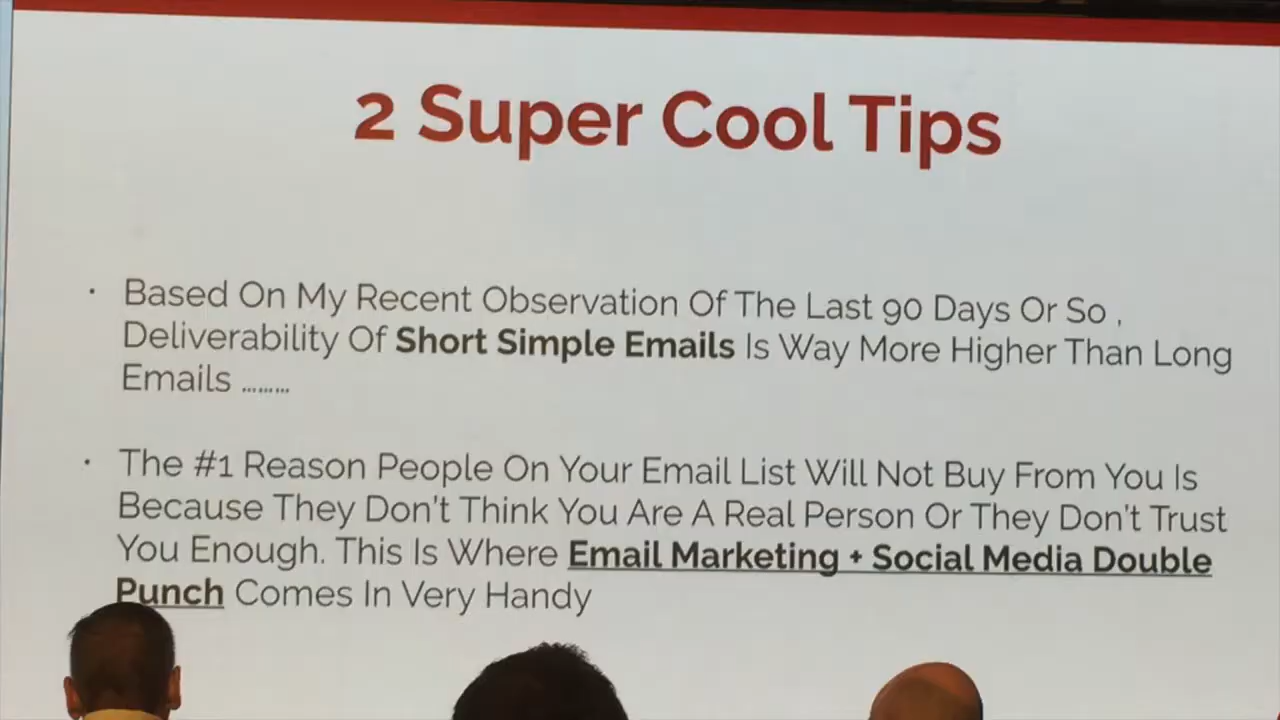 2 Super Cool Tips
· Based On My Recent Observation Of The Last 90 Days Or So ,
Deliverability Of Short Simple Emails Is Way More Higher Than Long
Emails ………
· The #1 Reason People On Your Email List Will Not Buy From You Is
Because They Don't Think You Are A Real Person Or They Don't Trust
You Enough. This Is Where Email Marketing + Social Media Double
Punch Comes In Very Handy